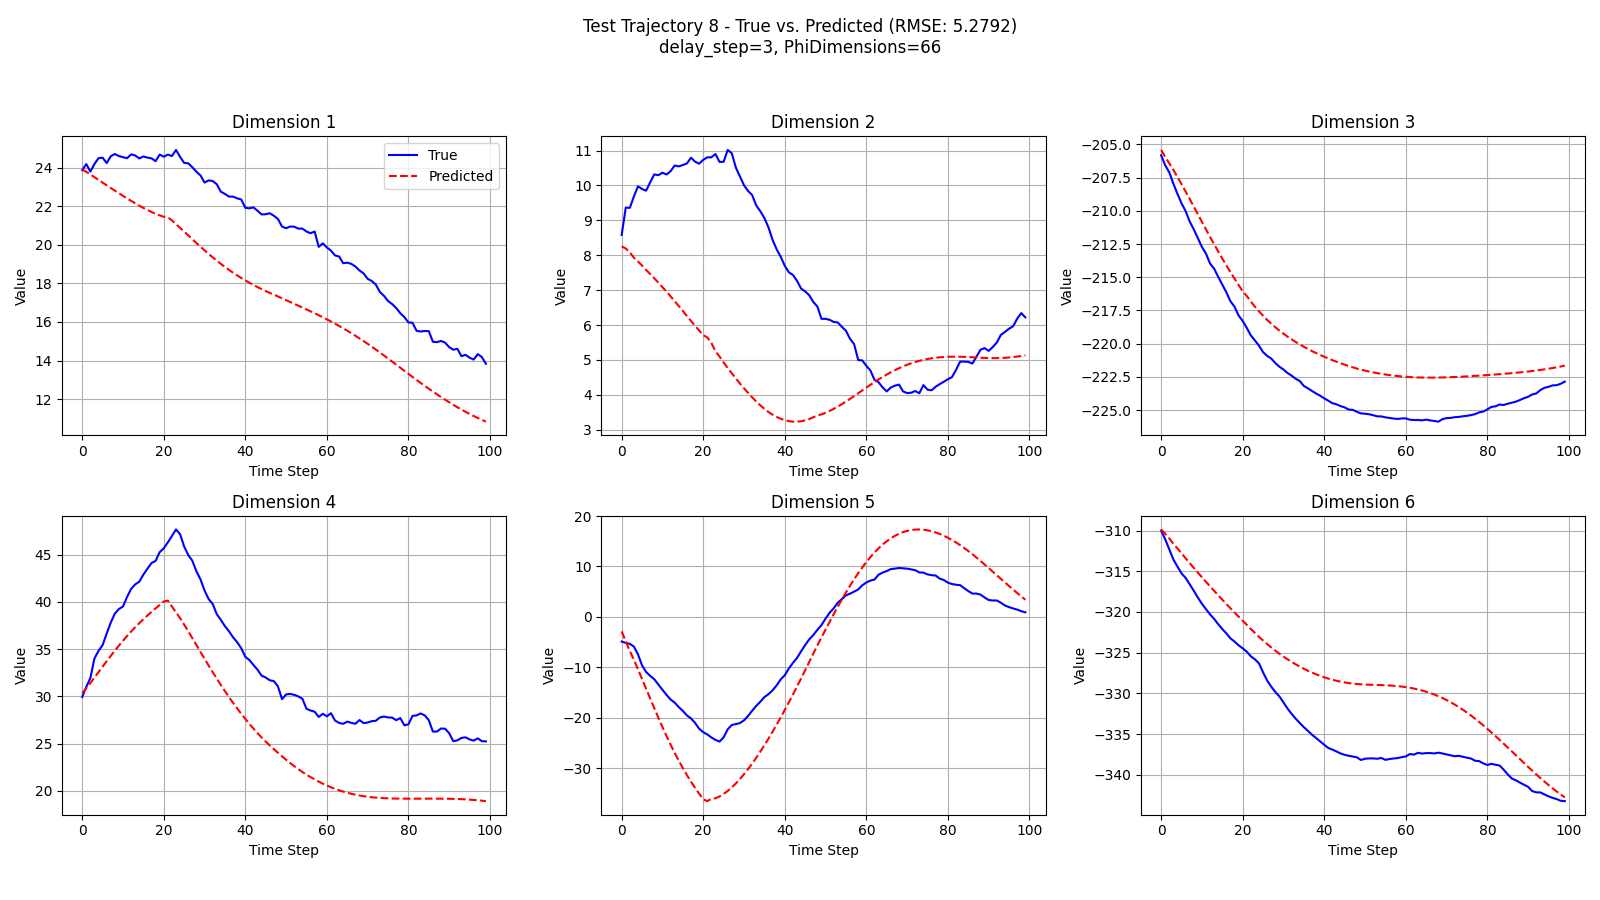 Test Trajectory 8 - True vs. Predicted (RMSE: 5.2792)
delay_step=3, PhiDimensions=66
Dimension 1
Value
24
22
20
18
16
14
12
0 20 40 60 80 100
Time Step
True
Predicted
Dimension 2
Value
11
10
9
8
7
6
5
4
3
0 20 40 60 80 100
Time Step
Dimension 3
Value
−205.0
−207.5
−210.0
−212.5
−215.0
−217.5
−220.0
−222.5
−225.0
0 20 40 60 80 100
Time Step
Dimension 4
Value
45
40
35
30
25
20
0 20 40 60 80 100
Time Step
Dimension 5
Value
20
10
0
−10
−20
−30
0 20 40 60 80 100
Time Step
Dimension 6
Value
−310
−315
−320
−325
−330
−335
−340
0 20 40 60 80 100
Time Step